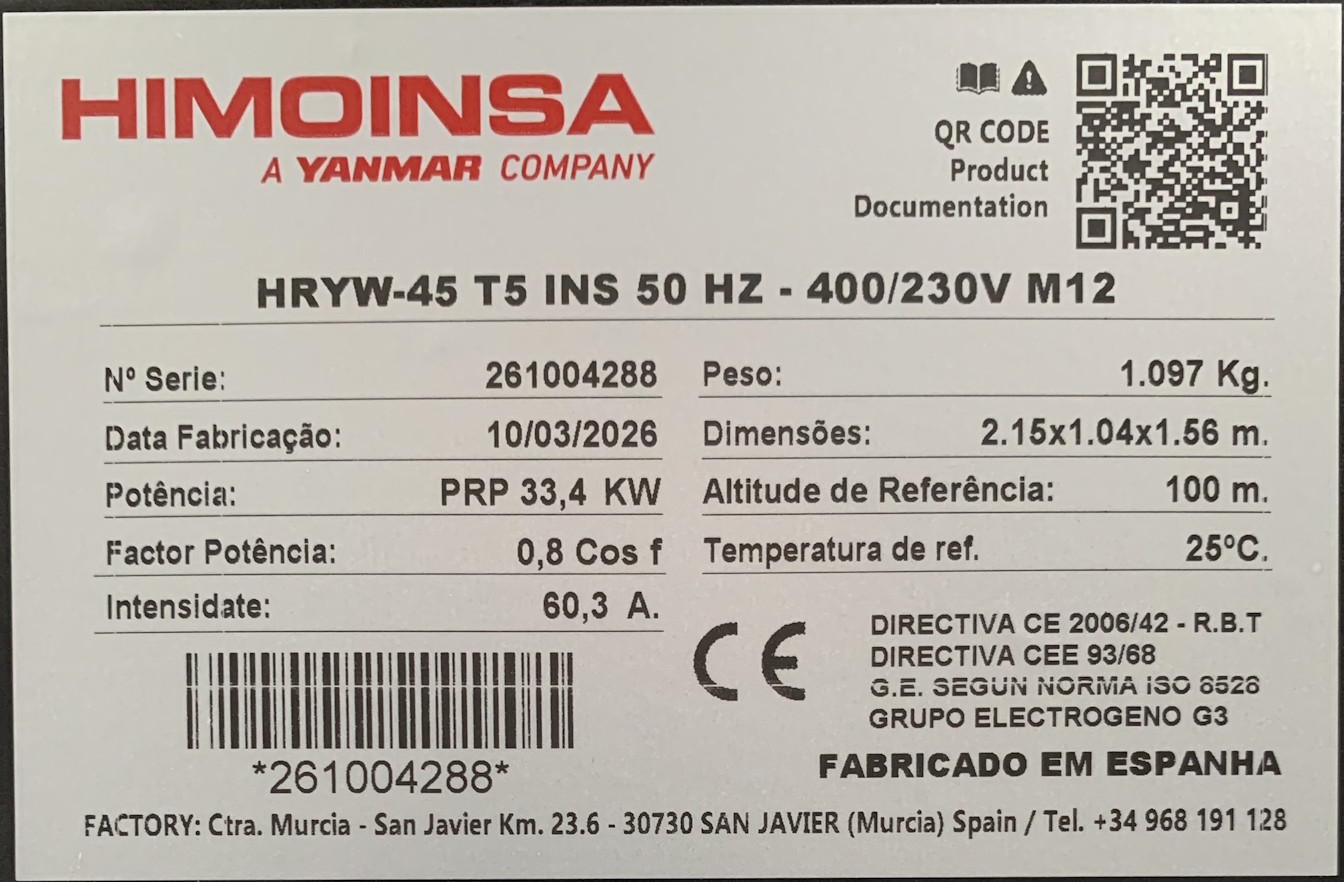 HIMOINSA
A YANMAR COMPANY
QR CODE
Product
Documentation
HRYW-45 T5 INS 50 HZ - 400/230V M12
Nº Serie: 261004288
Data Fabricação: 10/03/2026
Potência: PRP 33,4 KW
Factor Potência: 0,8 Cos f
Intensidate: 60,3 A.
Peso: 1.097 Kg.
Dimensões: 2.15x1.04x1.56 m.
Altitude de Referência: 100 m.
Temperatura de ref. 25ºC.
*261004288*
CE
DIRECTIVA CE 2006/42 - R.B.T
DIRECTIVA CEE 93/68
G.E. SEGUN NORMA ISO 8528
GRUPO ELECTROGENO G3
FABRICADO EM ESPANHA
FACTORY: Ctra. Murcia - San Javier Km. 23.6 - 30730 SAN JAVIER (Murcia) Spain / Tel. +34 968 191 128